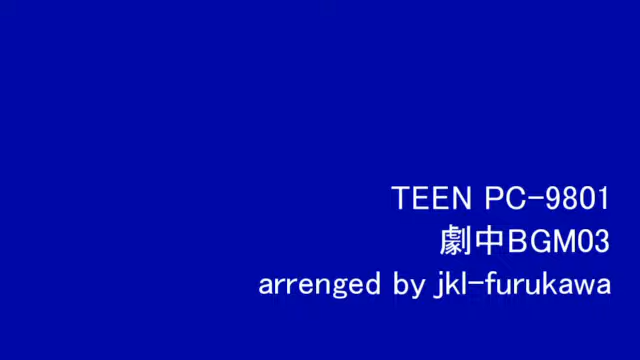 TEEN PC-9801
劇中BGM03
arrenged by jkl-furukawa